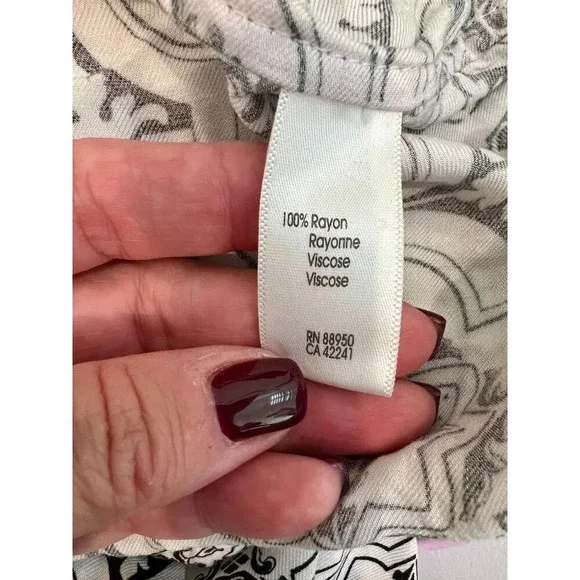 100% Rayon
Rayonne
Viscose
Viscose
RN 88950
CA 42241